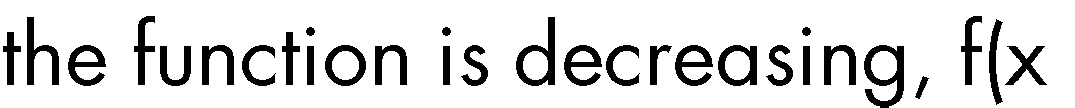 the function is decreasing, f(x